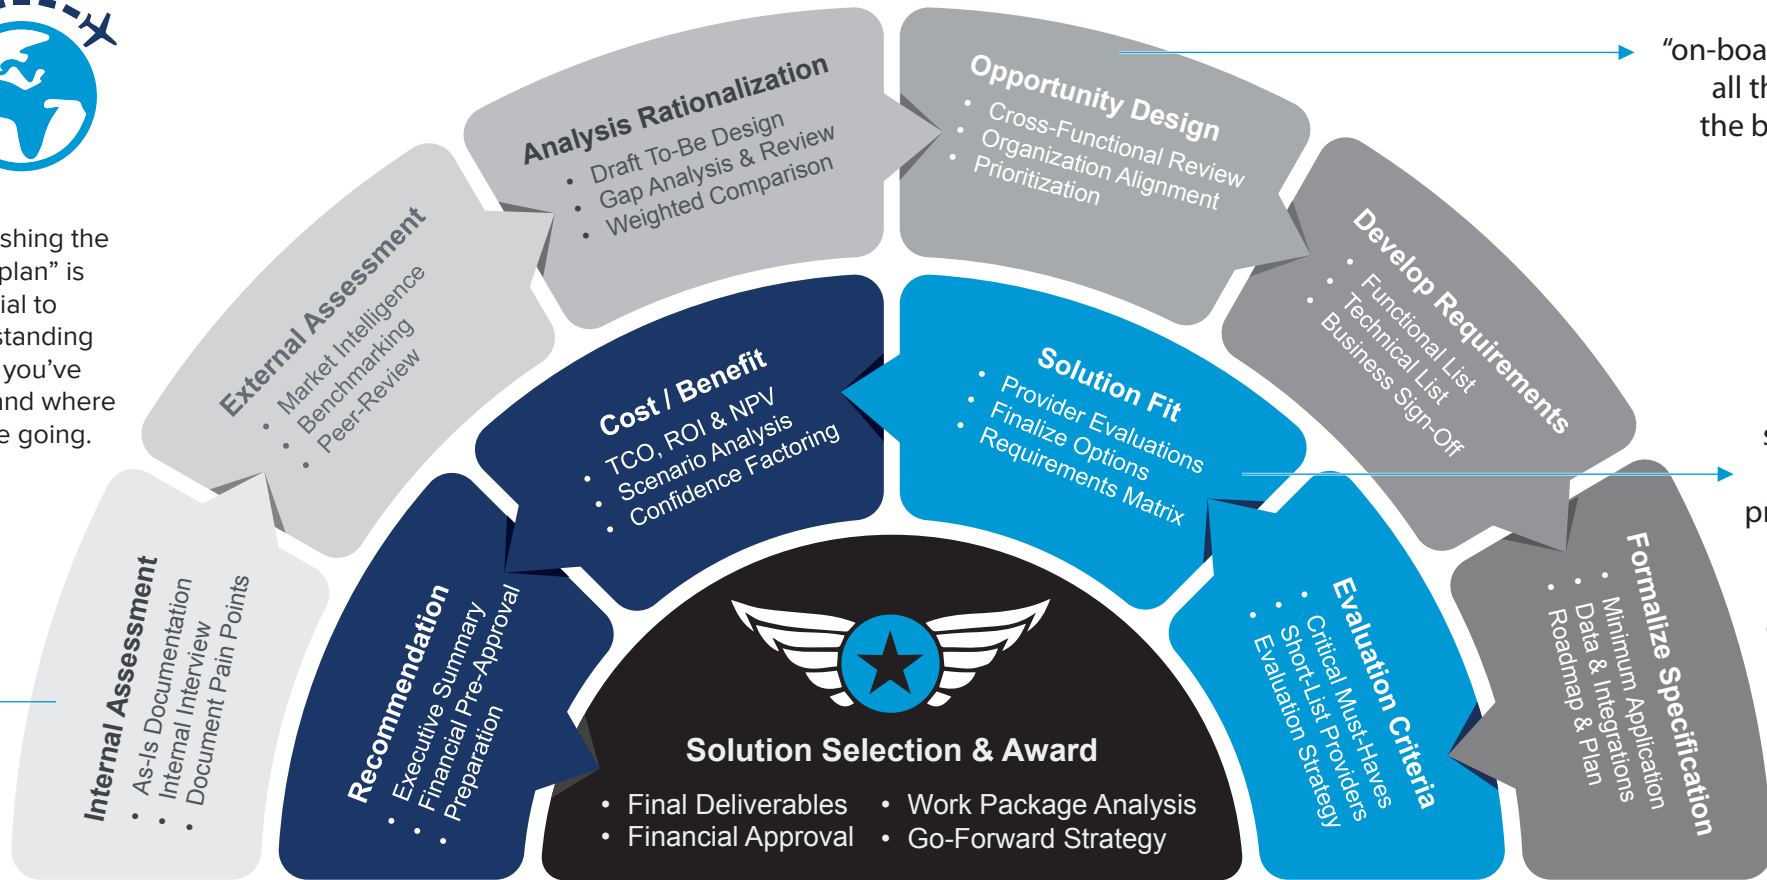 shing the
plan” is
ial to
standing
you’ve
and where
e going.
Internal Assessment
• As-Is Documentation
• Internal Interview
• Document Pain Points
External Assessment
• Market Intelligence
• Benchmarking
• Peer-Review
Analysis Rationalization
• Draft To-Be Design
• Gap Analysis & Review
• Weighted Comparison
Opportunity Design
• Cross-Functional Review
• Organization Alignment
• Prioritization
“on-boa
all th
the b
Develop Requirements
• Functional List
• Technical List
• Business Sign-Off
Formalize Specification
• Minimum Application
• Data & Integrations
• Roadmap & Plan
Evaluation Criteria
• Critical Must-Haves
• Short-List Providers
• Evaluation Strategy
Solution Fit
• Provider Evaluations
• Finalize Options
• Requirements Matrix
s
pr
Cost / Benefit
• TCO, ROI & NPV
• Scenario Analysis
• Confidence Factoring
Recommendation
• Executive Summary
• Financial Pre-Approval
• Preparation
Solution Selection & Award
• Final Deliverables
• Financial Approval
• Work Package Analysis
• Go-Forward Strategy